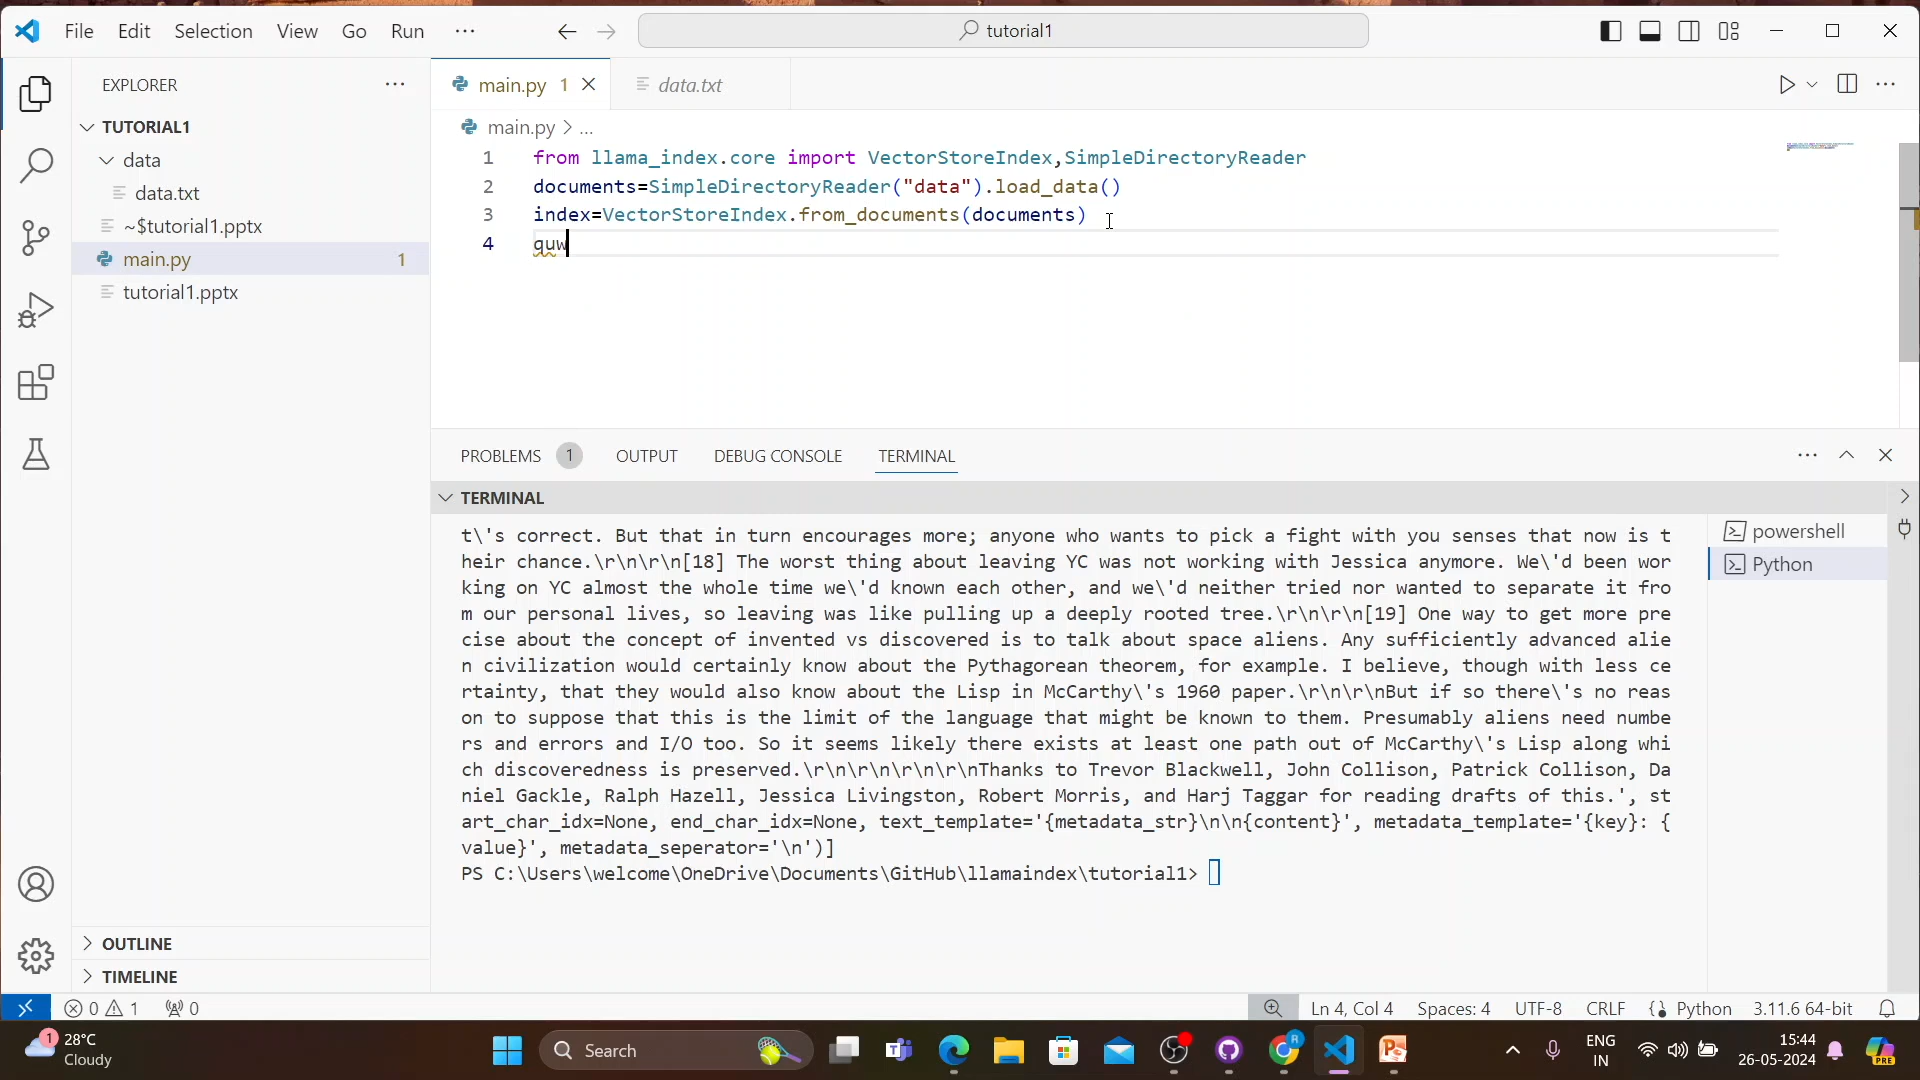 File Edit Selection View Go Run ··· tutorial1
EXPLORER ···
main.py 1
data.txt
TUTORIAL1
data
data.txt
~$tutorial1.pptx
main.py 1
tutorial1.pptx
main.py > ...
1 from llama_index.core import VectorStoreIndex,SimpleDirectoryReader
2 documents=SimpleDirectoryReader("data").load_data()
3 index=VectorStoreIndex.from_documents(documents)
4 quw
PROBLEMS 1 OUTPUT DEBUG CONSOLE TERMINAL
TERMINAL
t\'s correct. But that in turn encourages more; anyone who wants to pick a fight with you senses that now is t
heir chance.\r\n\r\n[18] The worst thing about leaving YC was not working with Jessica anymore. We\'d been wor
king on YC almost the whole time we\'d known each other, and we\'d neither tried nor wanted to separate it fro
m our personal lives, so leaving was like pulling up a deeply rooted tree.\r\n\r\n[19] One way to get more pre
cise about the concept of invented vs discovered is to talk about space aliens. Any sufficiently advanced alie
n civilization would certainly know about the Pythagorean theorem, for example. I believe, though with less ce
rtainty, that they would also know about the Lisp in McCarthy\'s 1960 paper.\r\n\r\nBut if so there\'s no reas
on to suppose that this is the limit of the language that might be known to them. Presumably aliens need numbe
rs and errors and I/O too. So it seems likely there exists at least one path out of McCarthy\'s Lisp along whi
ch discoveredness is preserved.\r\n\r\n\r\n\r\nThanks to Trevor Blackwell, John Collison, Patrick Collison, Da
niel Gackle, Ralph Hazell, Jessica Livingston, Robert Morris, and Harj Taggar for reading drafts of this.', st
art_char_idx=None, end_char_idx=None, text_template='{metadata_str}\n\n{content}', metadata_template='{key}: {
value}', metadata_seperator='\n')]
PS C:\Users\welcome\OneDrive\Documents\GitHub\llamaindex\tutorial1>
powershell
Python
OUTLINE
TIMELINE
0 1 0 Ln 4, Col 4 Spaces: 4 UTF-8 CRLF Python 3.11.6 64-bit
1 28°C
Cloudy
Search
R
PRE
ENG
IN
15:44
26-05-2024